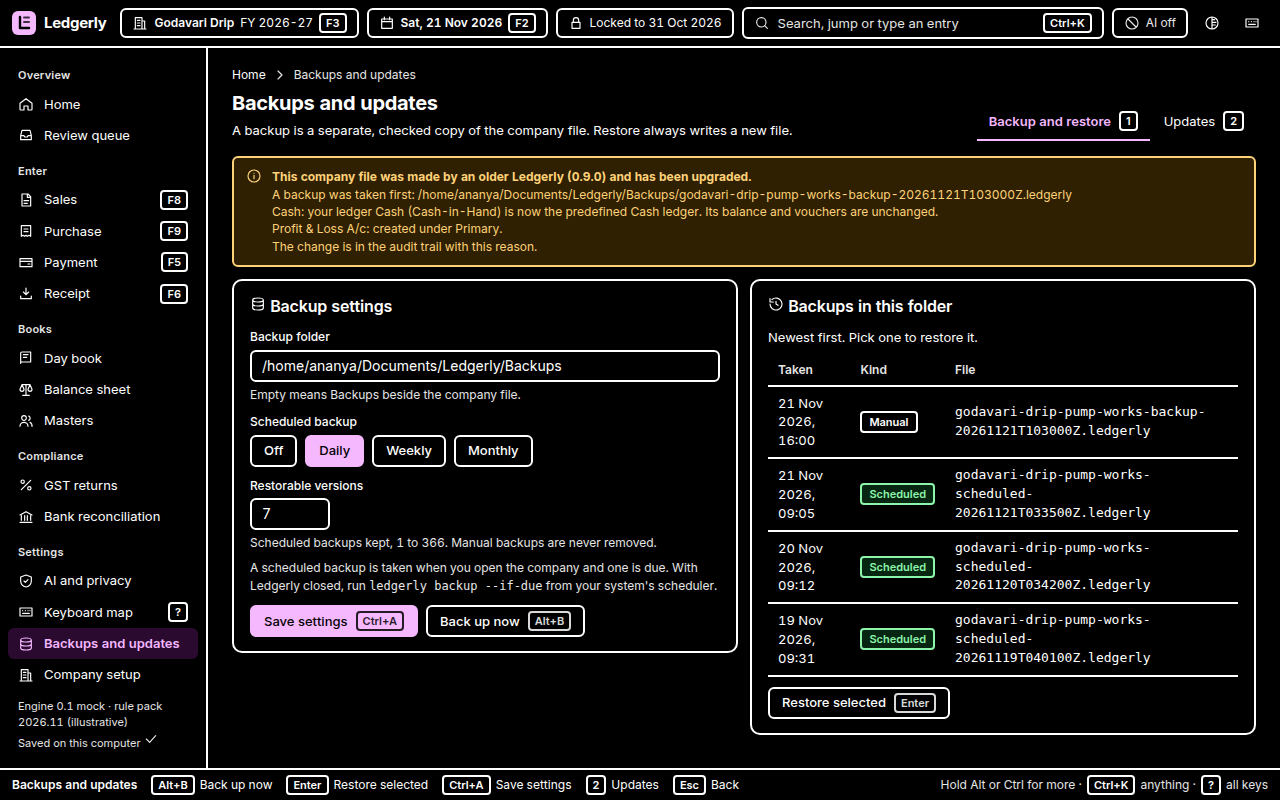 Ledgerly
Godavari Drip FY 2026-27 F3
Sat, 21 Nov 2026 F2
Locked to 31 Oct 2026
Search, jump or type an entry Ctrl+K
AI off
Overview
Home
Review queue
Enter
Sales F8
Purchase F9
Payment F5
Receipt F6
Books
Day book
Balance sheet
Masters
Compliance
GST returns
Bank reconciliation
Settings
AI and privacy
Keyboard map ?
Backups and updates
Company setup
Engine 0.1 mock · rule pack
2026.11 (illustrative)
Saved on this computer
Home > Backups and updates
Backups and updates
A backup is a separate, checked copy of the company file. Restore always writes a new file.
Backup and restore 1
Updates 2
This company file was made by an older Ledgerly (0.9.0) and has been upgraded.
A backup was taken first: /home/ananya/Documents/Ledgerly/Backups/godavari-drip-pump-works-backup-20261121T103000Z.ledgerly
Cash: your ledger Cash (Cash-in-Hand) is now the predefined Cash ledger. Its balance and vouchers are unchanged.
Profit & Loss A/c: created under Primary.
The change is in the audit trail with this reason.
Backup settings
Backup folder
/home/ananya/Documents/Ledgerly/Backups
Empty means Backups beside the company file.
Scheduled backup
Off Daily Weekly Monthly
Restorable versions
7
Scheduled backups kept, 1 to 366. Manual backups are never removed.
A scheduled backup is taken when you open the company and one is due. With
Ledgerly closed, run ledgerly backup --if-due from your system's scheduler.
Save settings Ctrl+A
Back up now Alt+B
Backups in this folder
Newest first. Pick one to restore it.
Taken Kind File
21 Nov
2026,
16:00
Manual
godavari-drip-pump-works-backup-
20261121T103000Z.ledgerly
21 Nov
2026,
09:05
Scheduled
godavari-drip-pump-works-
scheduled-
20261121T033500Z.ledgerly
20 Nov
2026,
09:12
Scheduled
godavari-drip-pump-works-
scheduled-
20261120T034200Z.ledgerly
19 Nov
2026,
09:31
Scheduled
godavari-drip-pump-works-
scheduled-
20261119T040100Z.ledgerly
Restore selected Enter
Backups and updates Alt+B Back up now Enter Restore selected Ctrl+A Save settings 2 Updates Esc Back
Hold Alt or Ctrl for more · Ctrl+K anything · ? all keys